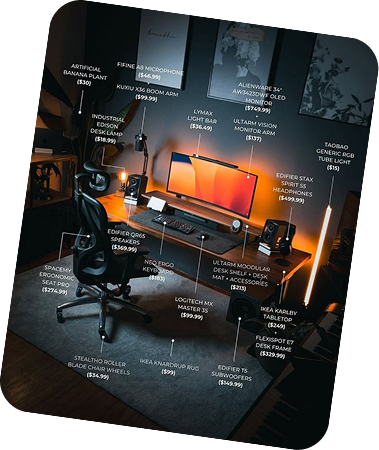 ARTIFICIAL
BANANA PLANT
($30)
FIFINE A8 MICROPHONE
($46.99)
KUXIU X36 BOOM ARM
($99.99)
ALIENWARE 34"
AW3423DWF OLED
MONITOR
($749.99)
INDUSTRIAL
EDISON
DESK LAMP
($18.99)
LYMAX
LIGHT BAR
($36.49)
ULTARM VISION
MONITOR ARM
($137)
TAOBAO
GENERIC RGB
TUBE LIGHT
($15)
EDIFIER STAX
SPIRIT S5
HEADPHONES
($499.99)
EDIFIER QR65
SPEAKERS
($369.99)
NEO ERGO
KEYBOARD
($183)
ULTARM MOODULAR
DESK SHELF + DESK
MAT + ACCESSORIES
($213)
SPACEMY
ERGONOMIC
SEAT PRO
($274.99)
LOGITECH MX
MASTER 3S
($99.99)
IKEA KARLBY
TABLETOP
($249)
+
FLEXISPOT E7
DESK FRAME
($329.99)
STEALTHO ROLLER
BLADE CHAIR WHEELS
($34.99)
IKEA KNARDRUP RUG
($99)
EDIFIER T5
SUBWOOFERS
($149.99)